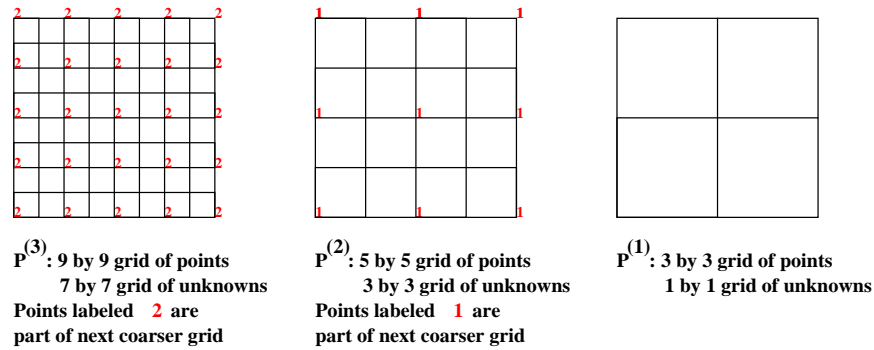 2 2 2 2 2
2 2 2 2 2
2 2 2 2 2
2 2 2 2 2
2 2 2 2 2
P(3): 9 by 9 grid of points
7 by 7 grid of unknowns
Points labeled 2 are
part of next coarser grid
1 1 1
1 1 1
1 1 1
P(2): 5 by 5 grid of points
3 by 3 grid of unknowns
Points labeled 1 are
part of next coarser grid
P(1): 3 by 3 grid of points
1 by 1 grid of unknowns